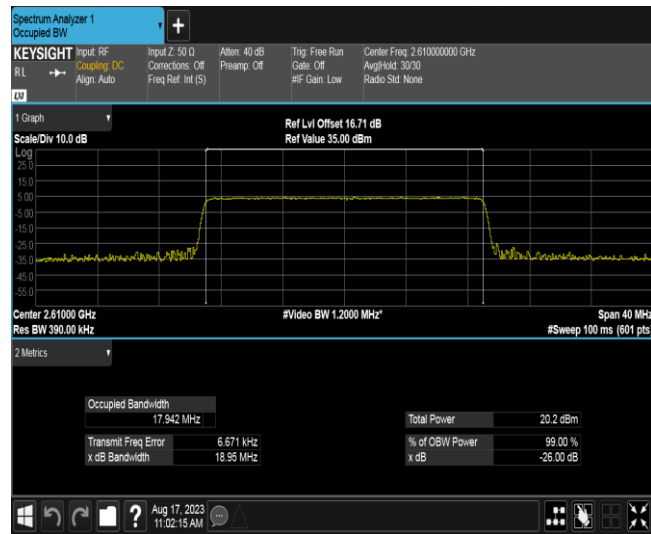 Spectrum Analyzer 1
Occupied BW
+
KEYSIGHT Input: RF Input Z: 50 Ω Atten: 40 dB Trig: Free Run Center Freq: 2.610000000 GHz
RL Coupling: DC Corrections: Off Preamp: Off Gate: Off Avg|Hold: 30/30
Align: Auto Freq Ref: Int (S) #IF Gain: Low Radio Std: None
LXI
1 Graph
Ref Lvl Offset 16.71 dB
Scale/Div 10.0 dB Ref Value 35.00 dBm
Log
25.0
15.0
5.00
-5.00
-15.0
-25.0
-35.0
-45.0
-55.0
Center 2.61000 GHz #Video BW 1.2000 MHz* Span 40 MHz
Res BW 390.00 kHz #Sweep 100 ms (601 pts)
2 Metrics
Occupied Bandwidth
17.942 MHz Total Power 20.2 dBm
Transmit Freq Error 6.671 kHz % of OBW Power 99.00 %
x dB Bandwidth 18.95 MHz x dB -26.00 dB
? Aug 17, 2023
11:02:15 AM